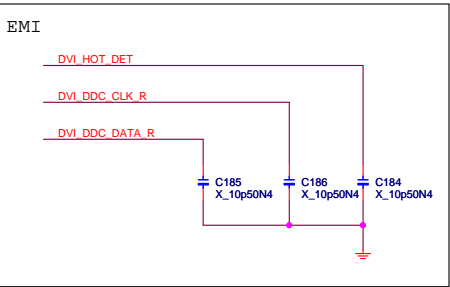 EMI
DVI_HOT_DET
DVI_DDC_CLK_R
DVI_DDC_DATA_R
C185
X_10p50N4
C186
X_10p50N4
C184
X_10p50N4